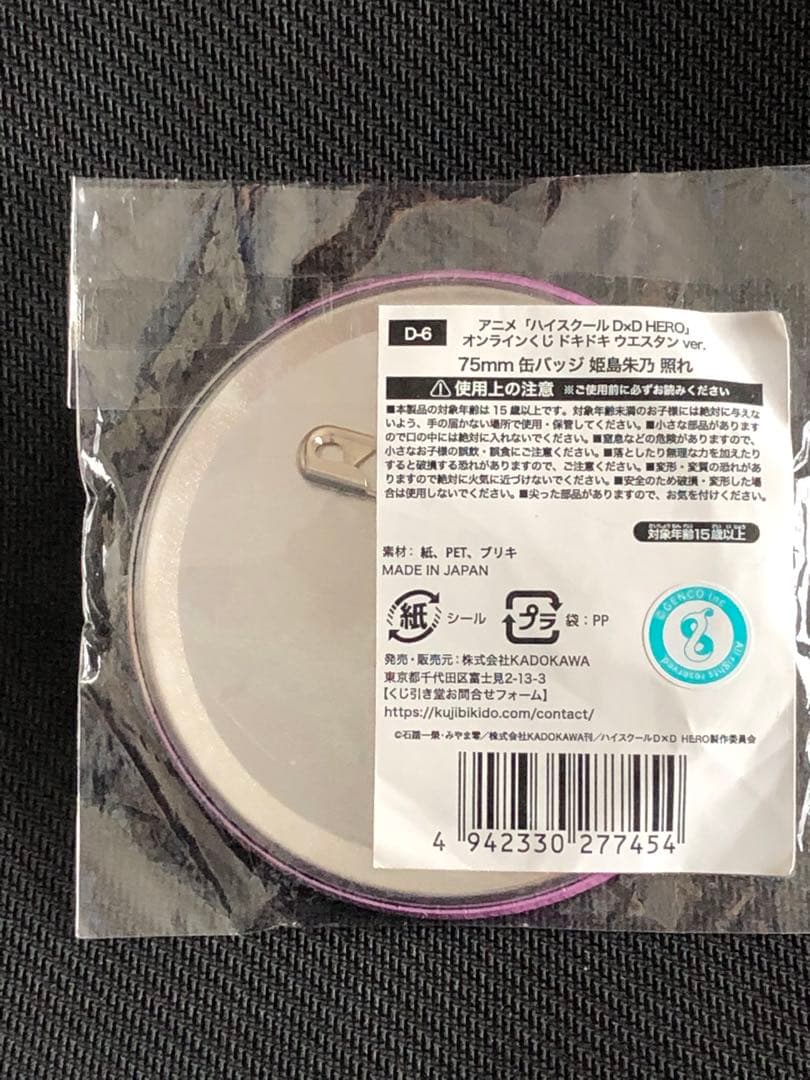 D-6
アニメ「ハイスクールD×D HERO」
オンラインくじ ドキドキ ウエスタン ver.
75mm 缶バッジ 姫島朱乃 照れ
使用上の注意 ※ご使用前に必ずお読みください
■本製品の対象年齢は15歳以上です。対象年齢未満のお子様には絶対に与えな
いよう、手の届かない場所で使用・保管してください。■小さな部品がありま
すので口の中には絶対に入れないでください。■窒息などの危険がありますので、
小さなお子様の誤飲・誤食にご注意ください。■落としたり無理な力を加えたり
すると破損する恐れがありますので、ご注意ください。■変形・変質の恐れがあ
りますので絶対に火気に近づけないでください。■安全のため破損・変形した場
合は使用しないでください。■尖った部品がありますので、お気を付けください。
対象年齢15歳以上
素材：紙、PET、ブリキ
MADE IN JAPAN
紙 シール プラ 袋：PP
©GENCO Inc.
All rights reserved
発売・販売元：株式会社KADOKAWA
東京都千代田区富士見2-13-3
【くじ引き堂お問合せフォーム】
https://kujibikido.com/contact/
©石踏一榮・みやま零／株式会社KADOKAWA刊／ハイスクールD×D HERO製作委員会
4 942330 277454